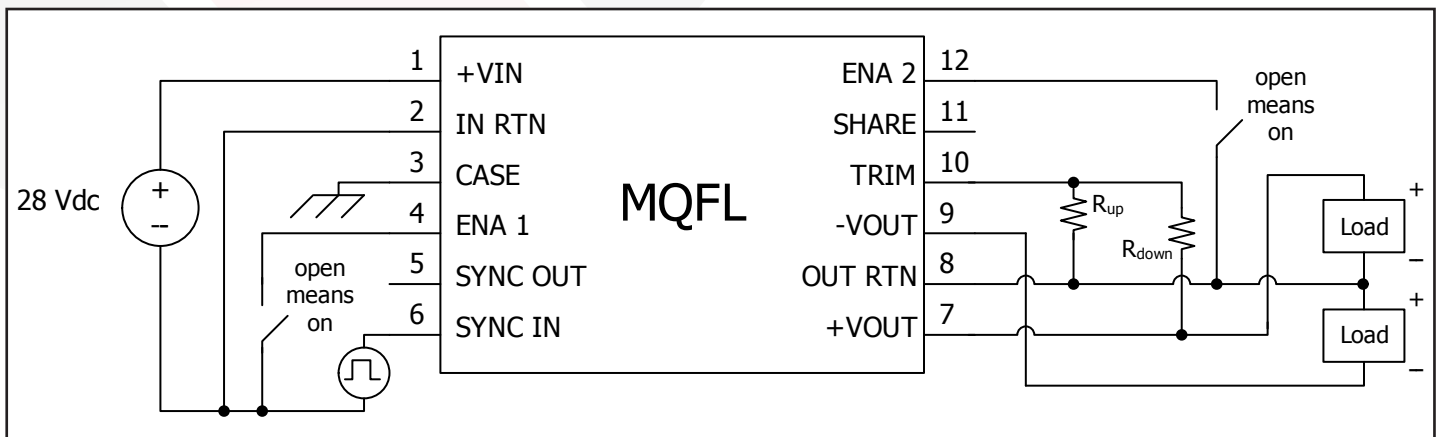 28 Vdc
+
--
1
2
3
4
5
6
open
means
on
+VIN
IN RTN
CASE
ENA 1
SYNC OUT
SYNC IN
MQFL
ENA 2
SHARE
TRIM
-VOUT
OUT RTN
+VOUT
12
11
10
9
8
7
Rup
Rdown
open
means
on
+
Load
–
+
Load
–